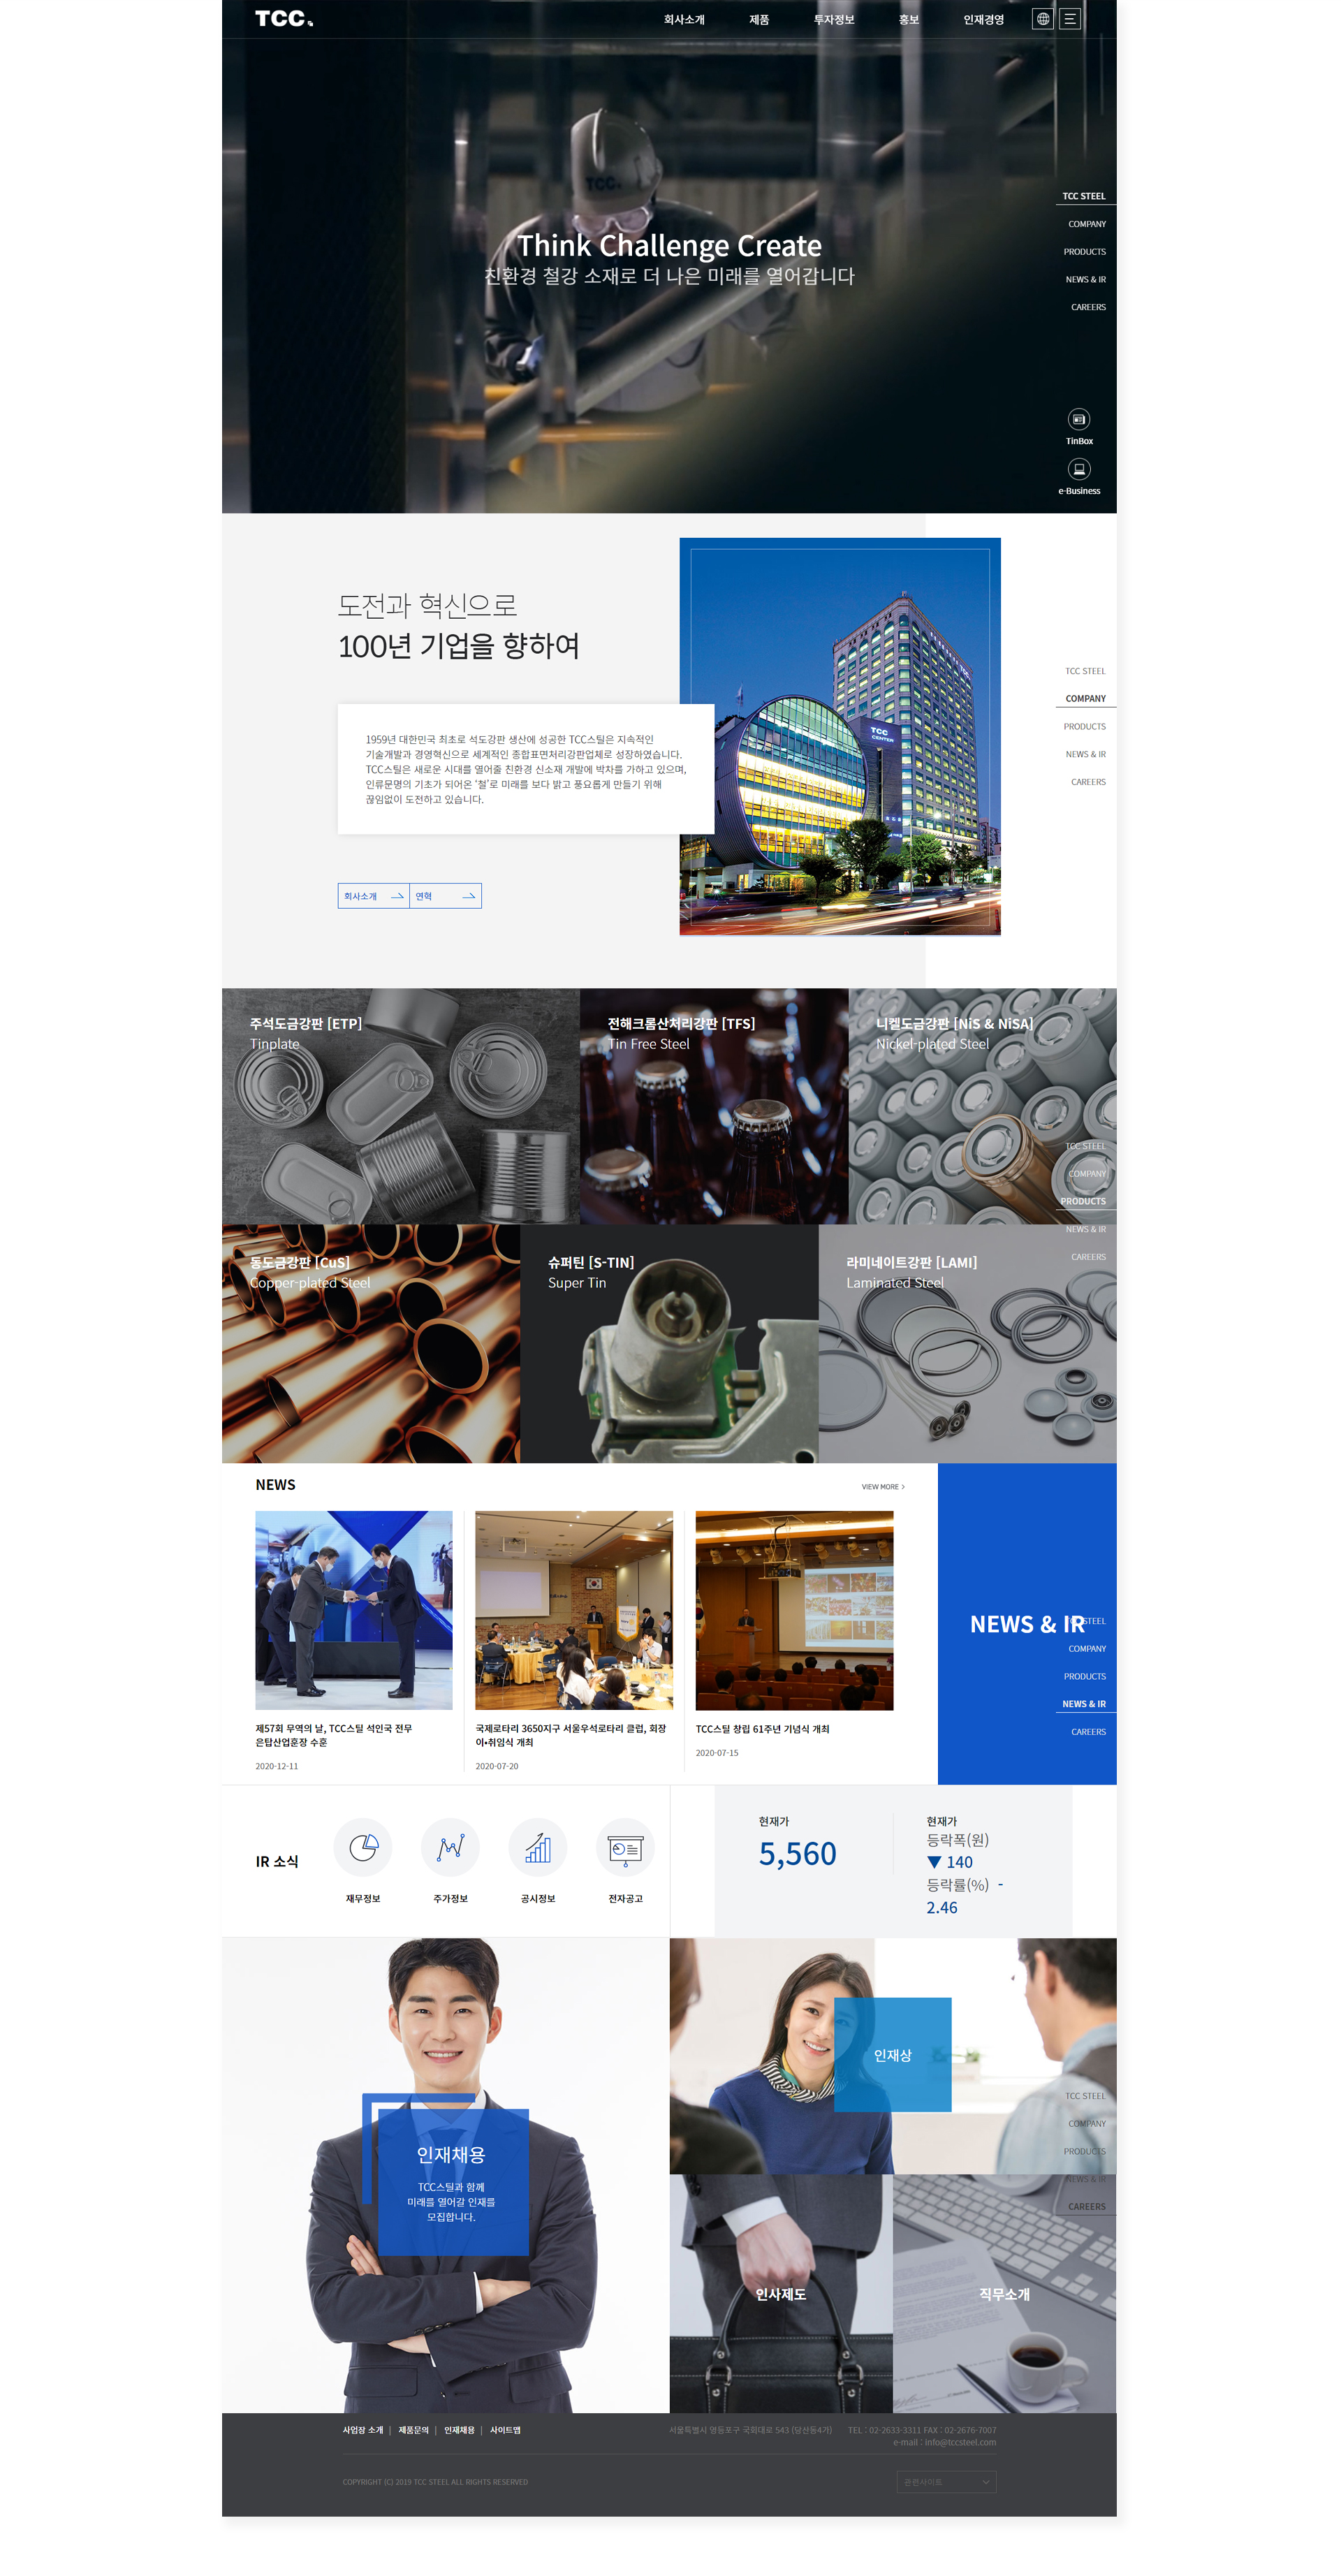 TCC
회사소개
제품
투자정보
홍보
인재경영
TCC
Think Challenge Create
친환경 철강 소재로 더 나은 미래를 열어갑니다
TCC STEEL
COMPANY
PRODUCTS
NEWS & IR
CAREERS
TinBox
e-Business
도전과 혁신으로
100년 기업을 향하여
1959년 대한민국 최초로 석도강판 생산에 성공한 TCC스틸은 지속적인
기술개발과 경영혁신으로 세계적인 종합표면처리강판업체로 성장하였습니다.
TCC스틸은 새로운 시대를 열어줄 친환경 신소재 개발에 박차를 가하고 있으며,
인류문명의 기초가 되어온 '철'로 미래를 보다 밝고 풍요롭게 만들기 위해
끊임없이 도전하고 있습니다.
회사소개
연혁
TCC
CENTER
TCC STEEL
COMPANY
PRODUCTS
NEWS & IR
CAREERS
주석도금강판 [ETP]
Tinplate
전해크롬산처리강판 [TFS]
Tin Free Steel
니켈도금강판 [NiS & NiSA]
Nickel-plated Steel
TCC STEEL
COMPANY
PRODUCTS
NEWS & IR
CAREERS
동도금강판 [CuS]
Copper-plated Steel
슈퍼틴 [S-TIN]
Super Tin
라미네이트강판 [LAMI]
Laminated Steel
NEWS
VIEW MORE >
제57회 무역의 날, TCC스틸 석인국 전무
은탑산업훈장 수훈
2020-12-11
국제로타리 3650지구 서울우석로타리 클럽, 회장
이•취임식 개최
2020-07-20
TCC스틸 창립 61주년 기념식 개최
2020-07-15
NEWS & IR
STEEL
COMPANY
PRODUCTS
NEWS & IR
CAREERS
IR 소식
재무정보
주가정보
공시정보
전자공고
현재가
5,560
현재가
등락폭(원)
▼ 140
등락률(%) -
2.46
인재채용
TCC스틸과 함께
미래를 열어갈 인재를
모집합니다.
인재상
TCC STEEL
COMPANY
PRODUCTS
NEWS & IR
CAREERS
인사제도
직무소개
사업장 소개 | 제품문의 | 인재채용 | 사이트맵
서울특별시 영등포구 국회대로 543 (당산동4가) TEL : 02-2633-3311 FAX : 02-2676-7007
e-mail : info@tccsteel.com
COPYRIGHT (C) 2019 TCC STEEL ALL RIGHTS RESERVED
관련사이트